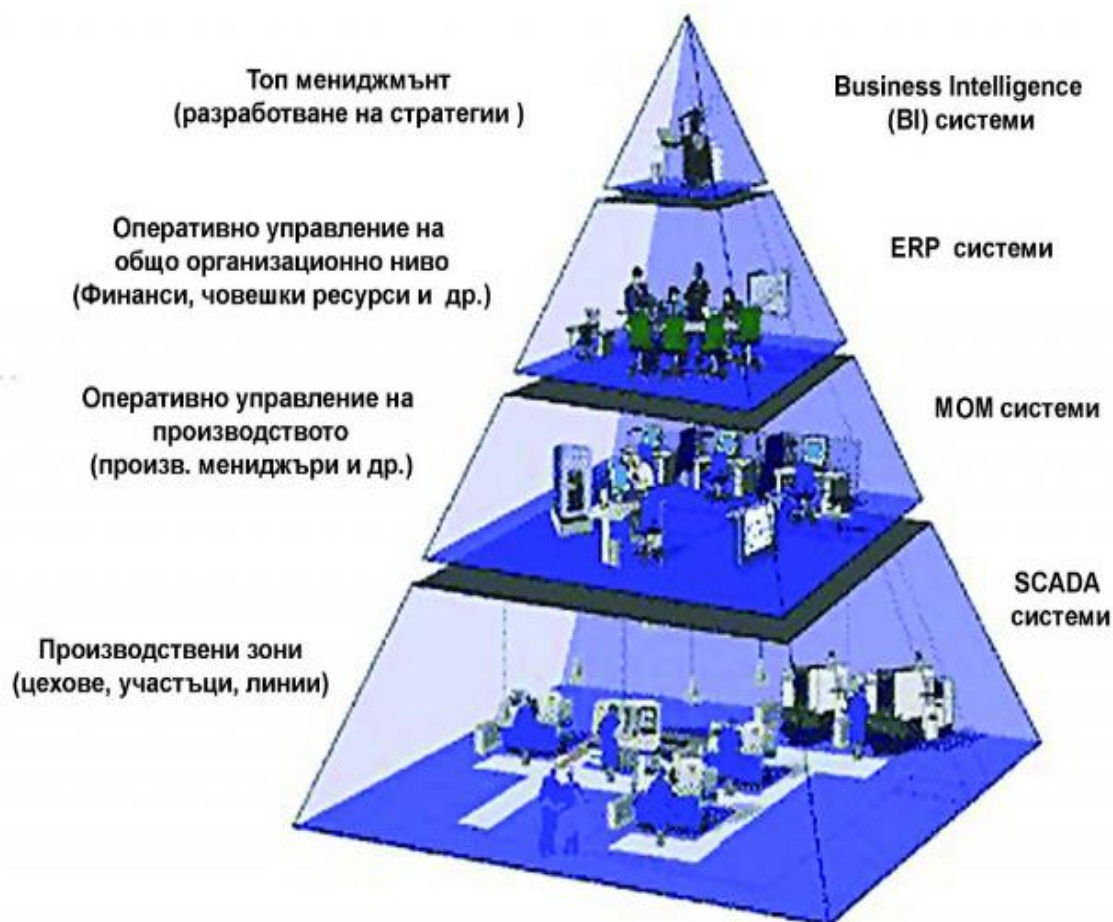 Топ мениджмънт
(разработване на стратегии )
Business Intelligence
(BI) системи
Оперативно управление на
общо организационно ниво
(Финанси, човешки ресурси и  др.)
ERP  системи
Оперативно управление на
производството
(произв. мениджъри и др.)
МОМ системи
SCADA
системи
Производствени зони
(цехове, участъци, линии)